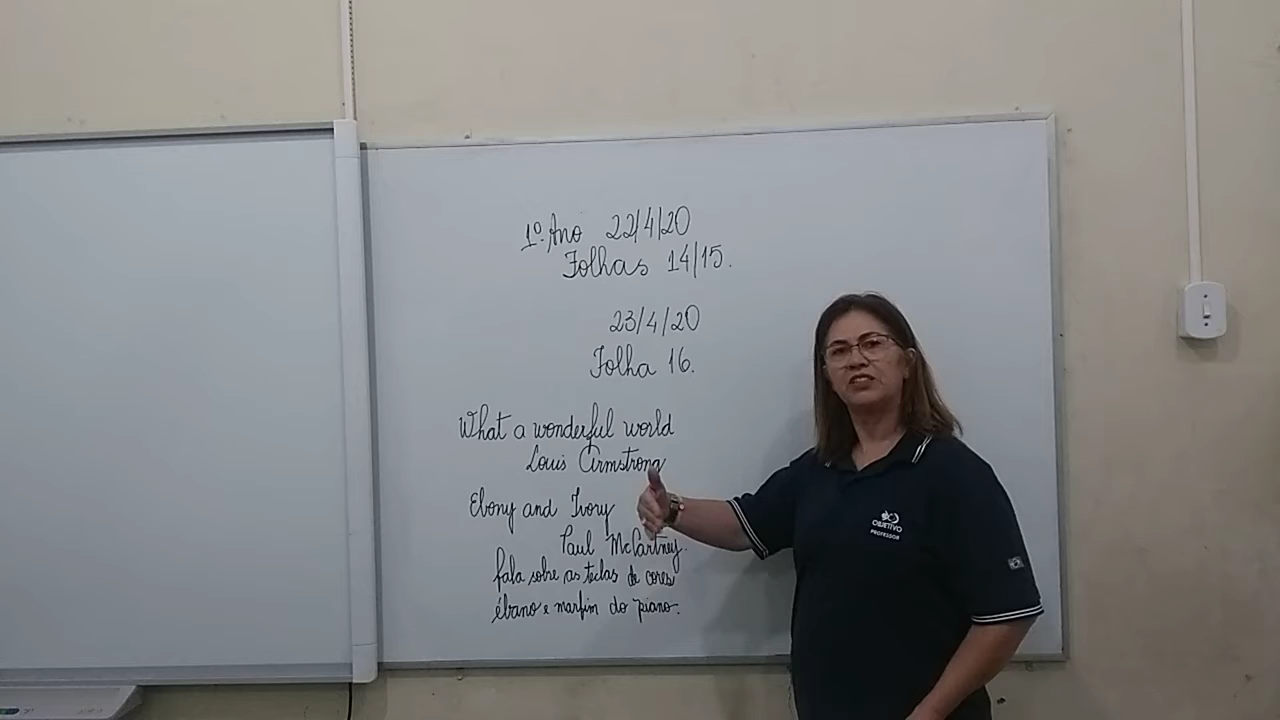 1º Ano 22/4/20
Folhas 14/15.
23/4/20
Folha 16.
What a wonderful world
Louis Armstrong
Ebony and Ivory
Paul McCartney.
fala sobre as teclas de cores
ébano e marfim do piano.
OBJETIVO
PROFESSOR